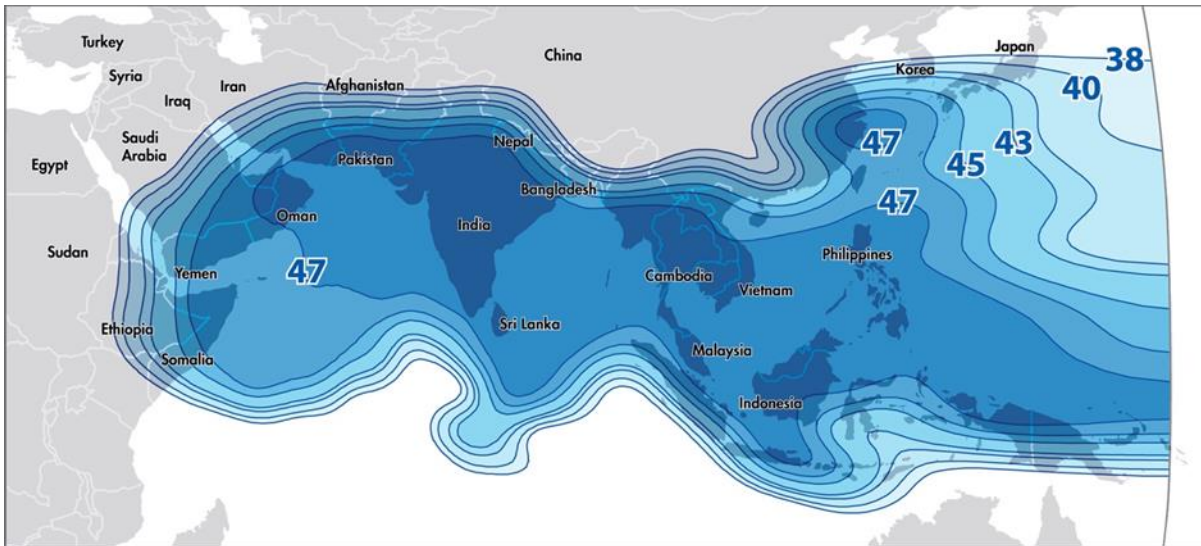 Turkey
Syria
Iraq
Iran
Afghanistan
China
Korea
Japan
38
40
Egypt
Saudi
Arabia
Pakistan
Nepal
Bangladesh
47
45
43
47
Sudan
Oman
India
Philippines
Yemen
47
Cambodia
Vietnam
Ethiopia
Somalia
Sri Lanka
Malaysia
Indonesia